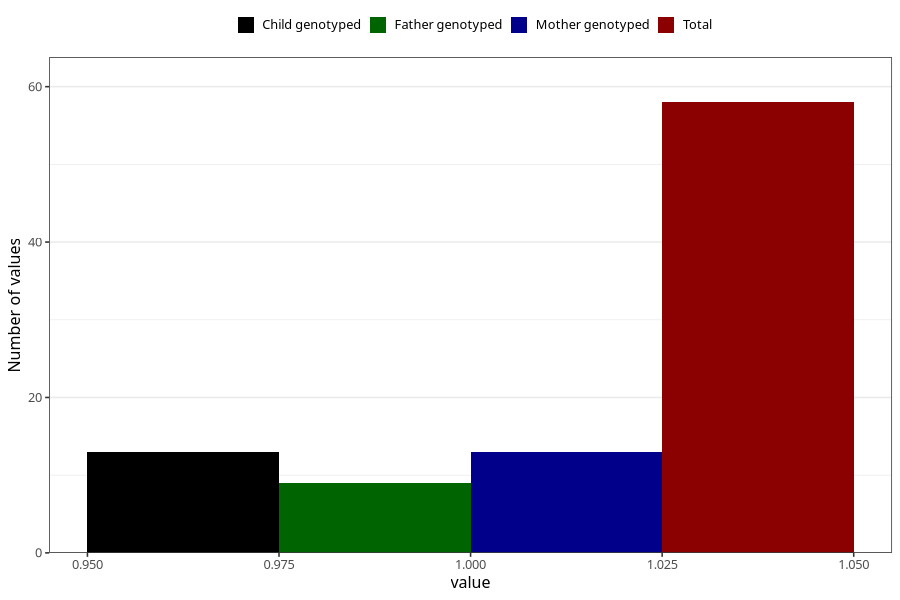 Child genotyped Father genotyped Mother genotyped Total
Number of values
60
40
20
0
0.950 0.975 1.000 1.025 1.050
value